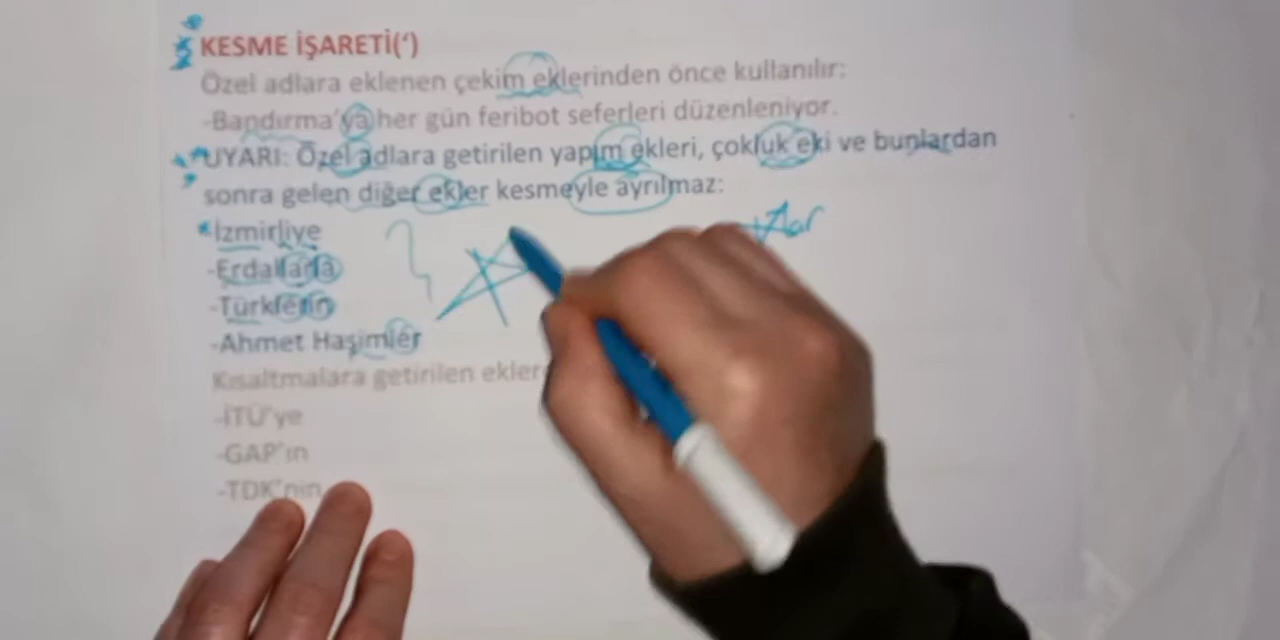 KESME İŞARETİ(‘)
Özel adlara eklenen çekim eklerinden önce kullanılır:
-Bandırma'ya her gün feribot seferleri düzenleniyor.
UYARI: Özel adlara getirilen yapım ekleri, çokluk eki ve bunlardan
sonra gelen diğer ekler kesmeyle ayrılmaz:
İzmirliye
-Erdallarla
-Türklerin
-Ahmet Haşimler
Kısaltmalara getirilen ekler
-İTÜ'ye
-GAP'ın
-TDK'nin